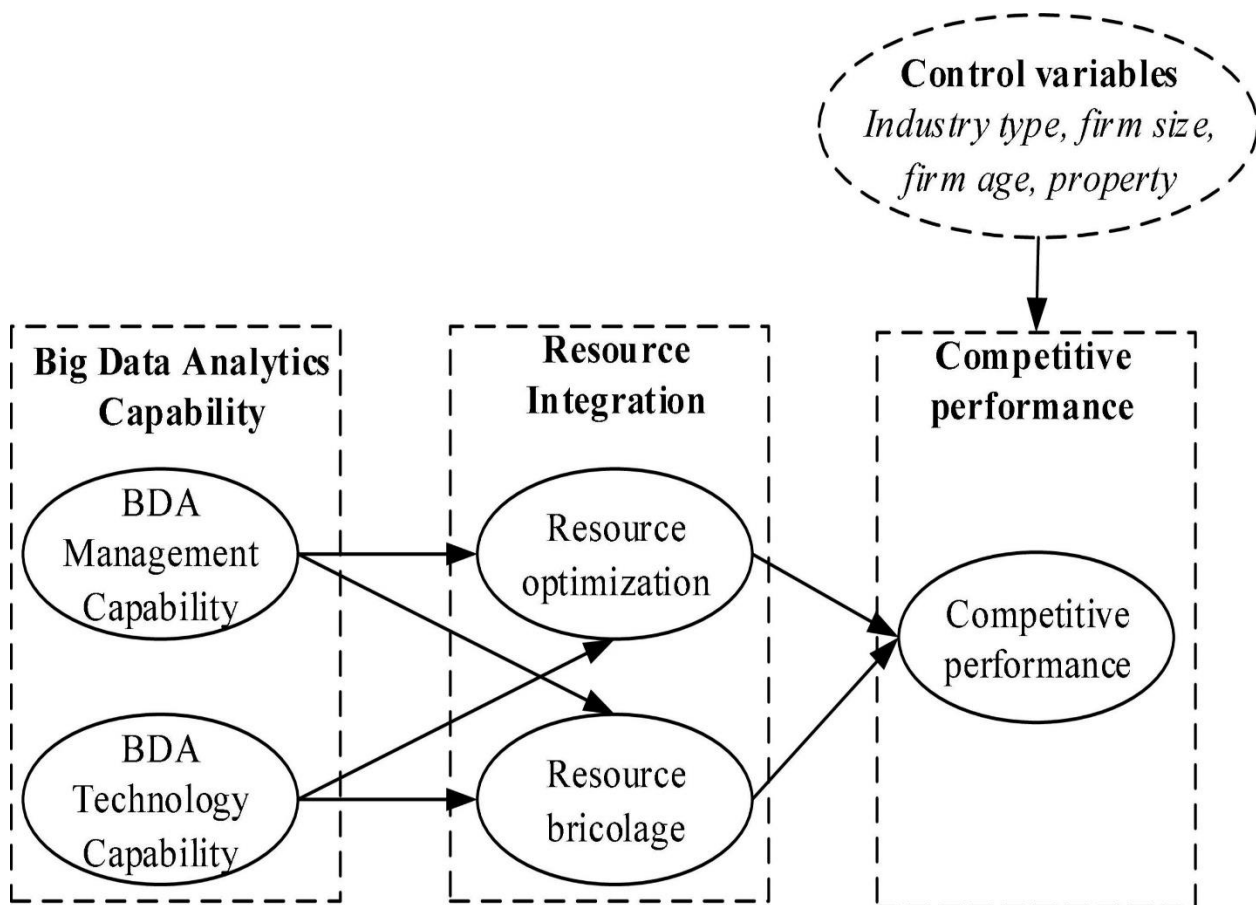 Control variables
Industry type, firm size,
firm age, property
Big Data Analytics
Capability
BDA
Management
Capability
BDA
Technology
Capability
Resource
Integration
Resource
optimization
Resource
bricolage
Competitive
performance
Competitive
performance